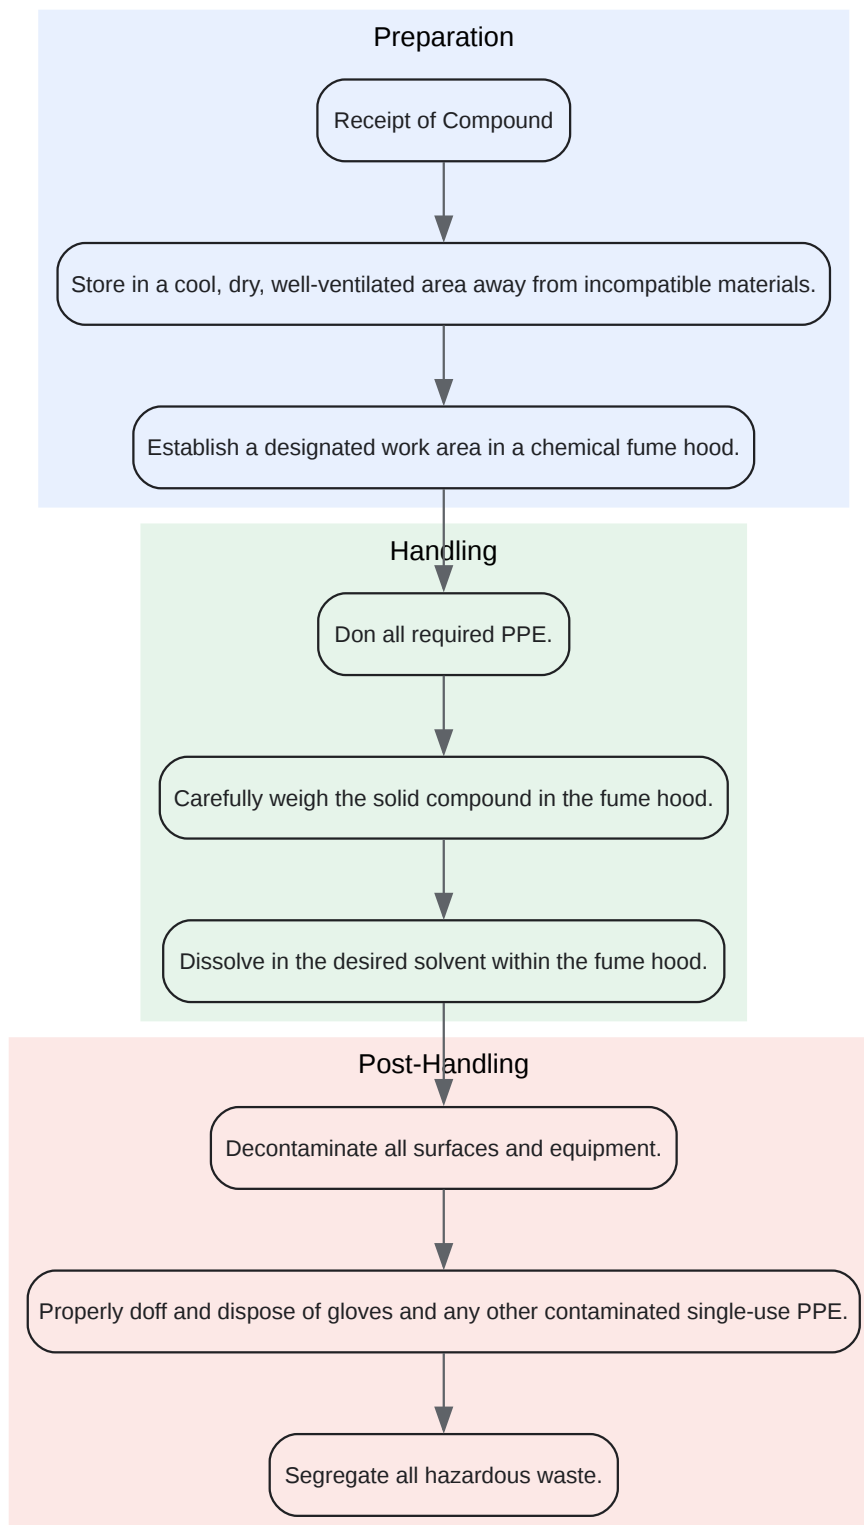 Preparation
Receipt of Compound
Store in a cool, dry, well-ventilated area away from incompatible materials.
Establish a designated work area in a chemical fume hood.
Handling
Don all required PPE.
Carefully weigh the solid compound in the fume hood.
Dissolve in the desired solvent within the fume hood.
Post-Handling
Decontaminate all surfaces and equipment.
Properly doff and dispose of gloves and any other contaminated single-use PPE.
Segregate all hazardous waste.